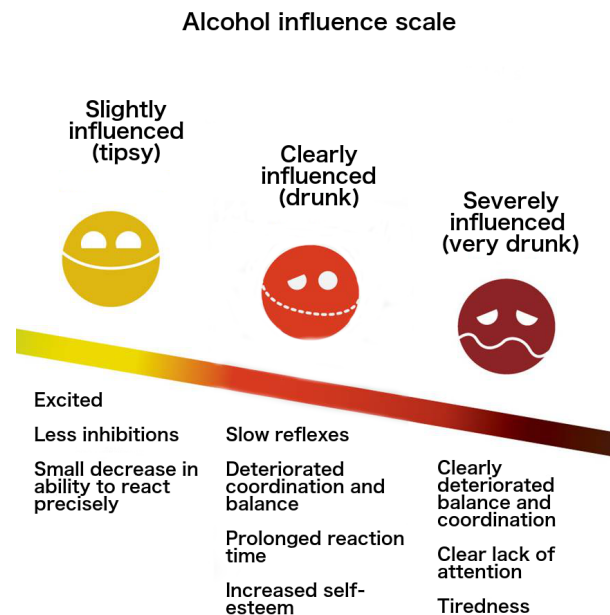 Alcohol influence scale
Slightly
influenced
(tipsy)
Clearly
influenced
(drunk)
Severely
influenced
(very drunk)
Excited
Less inhibitions
Small decrease in
ability to react
precisely
Slow reflexes
Deteriorated
coordination and
balance
Prolonged reaction
time
Increased self-
esteem
Clearly
deteriorated
balance and
coordination
Clear lack of
attention
Tiredness